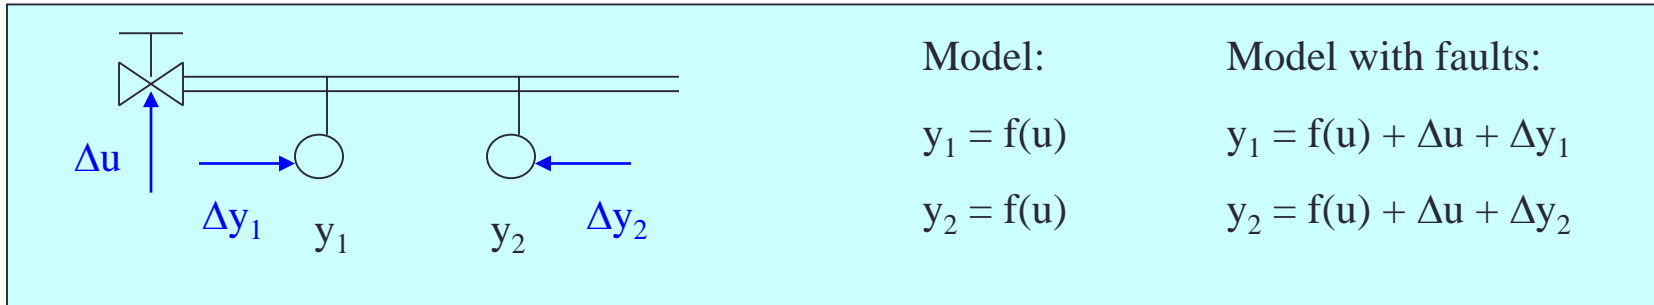 Δu
Δy₁
y₁
y₂
Δy₂
Model:
y₁ = f(u)
y₂ = f(u)
Model with faults:
y₁ = f(u) + Δu + Δy₁
y₂ = f(u) + Δu + Δy₂